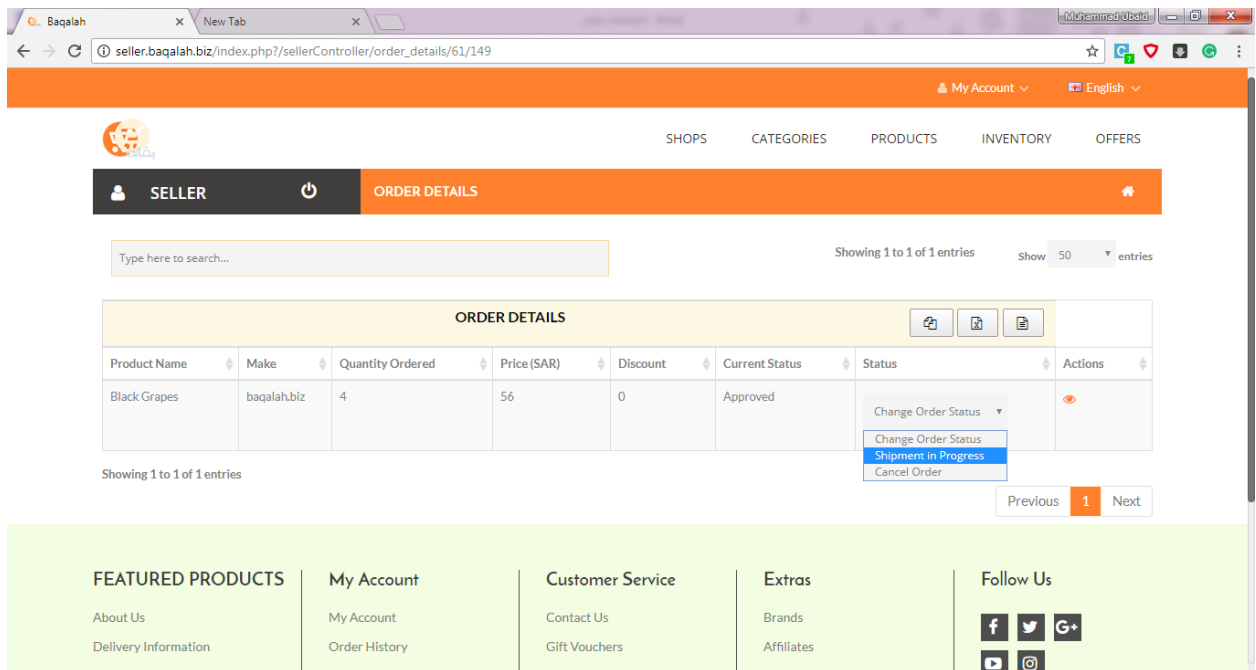 Baqalah
New Tab
Muhammad Ubaid
seller.baqalah.biz/index.php?/sellerController/order_details/61/149
My Account
English
بقالة
SHOPS CATEGORIES PRODUCTS INVENTORY OFFERS
SELLER ORDER DETAILS
Type here to search... Showing 1 to 1 of 1 entries Show 50 entries
ORDER DETAILS
Product Name Make Quantity Ordered Price (SAR) Discount Current Status Status Actions
Black Grapes baqalah.biz 4 56 0 Approved Change Order Status
Change Order Status
Shipment in Progress
Cancel Order
Showing 1 to 1 of 1 entries
Previous 1 Next
FEATURED PRODUCTS My Account Customer Service Extras Follow Us
About Us My Account Contact Us Brands
Delivery Information Order History Gift Vouchers Affiliates